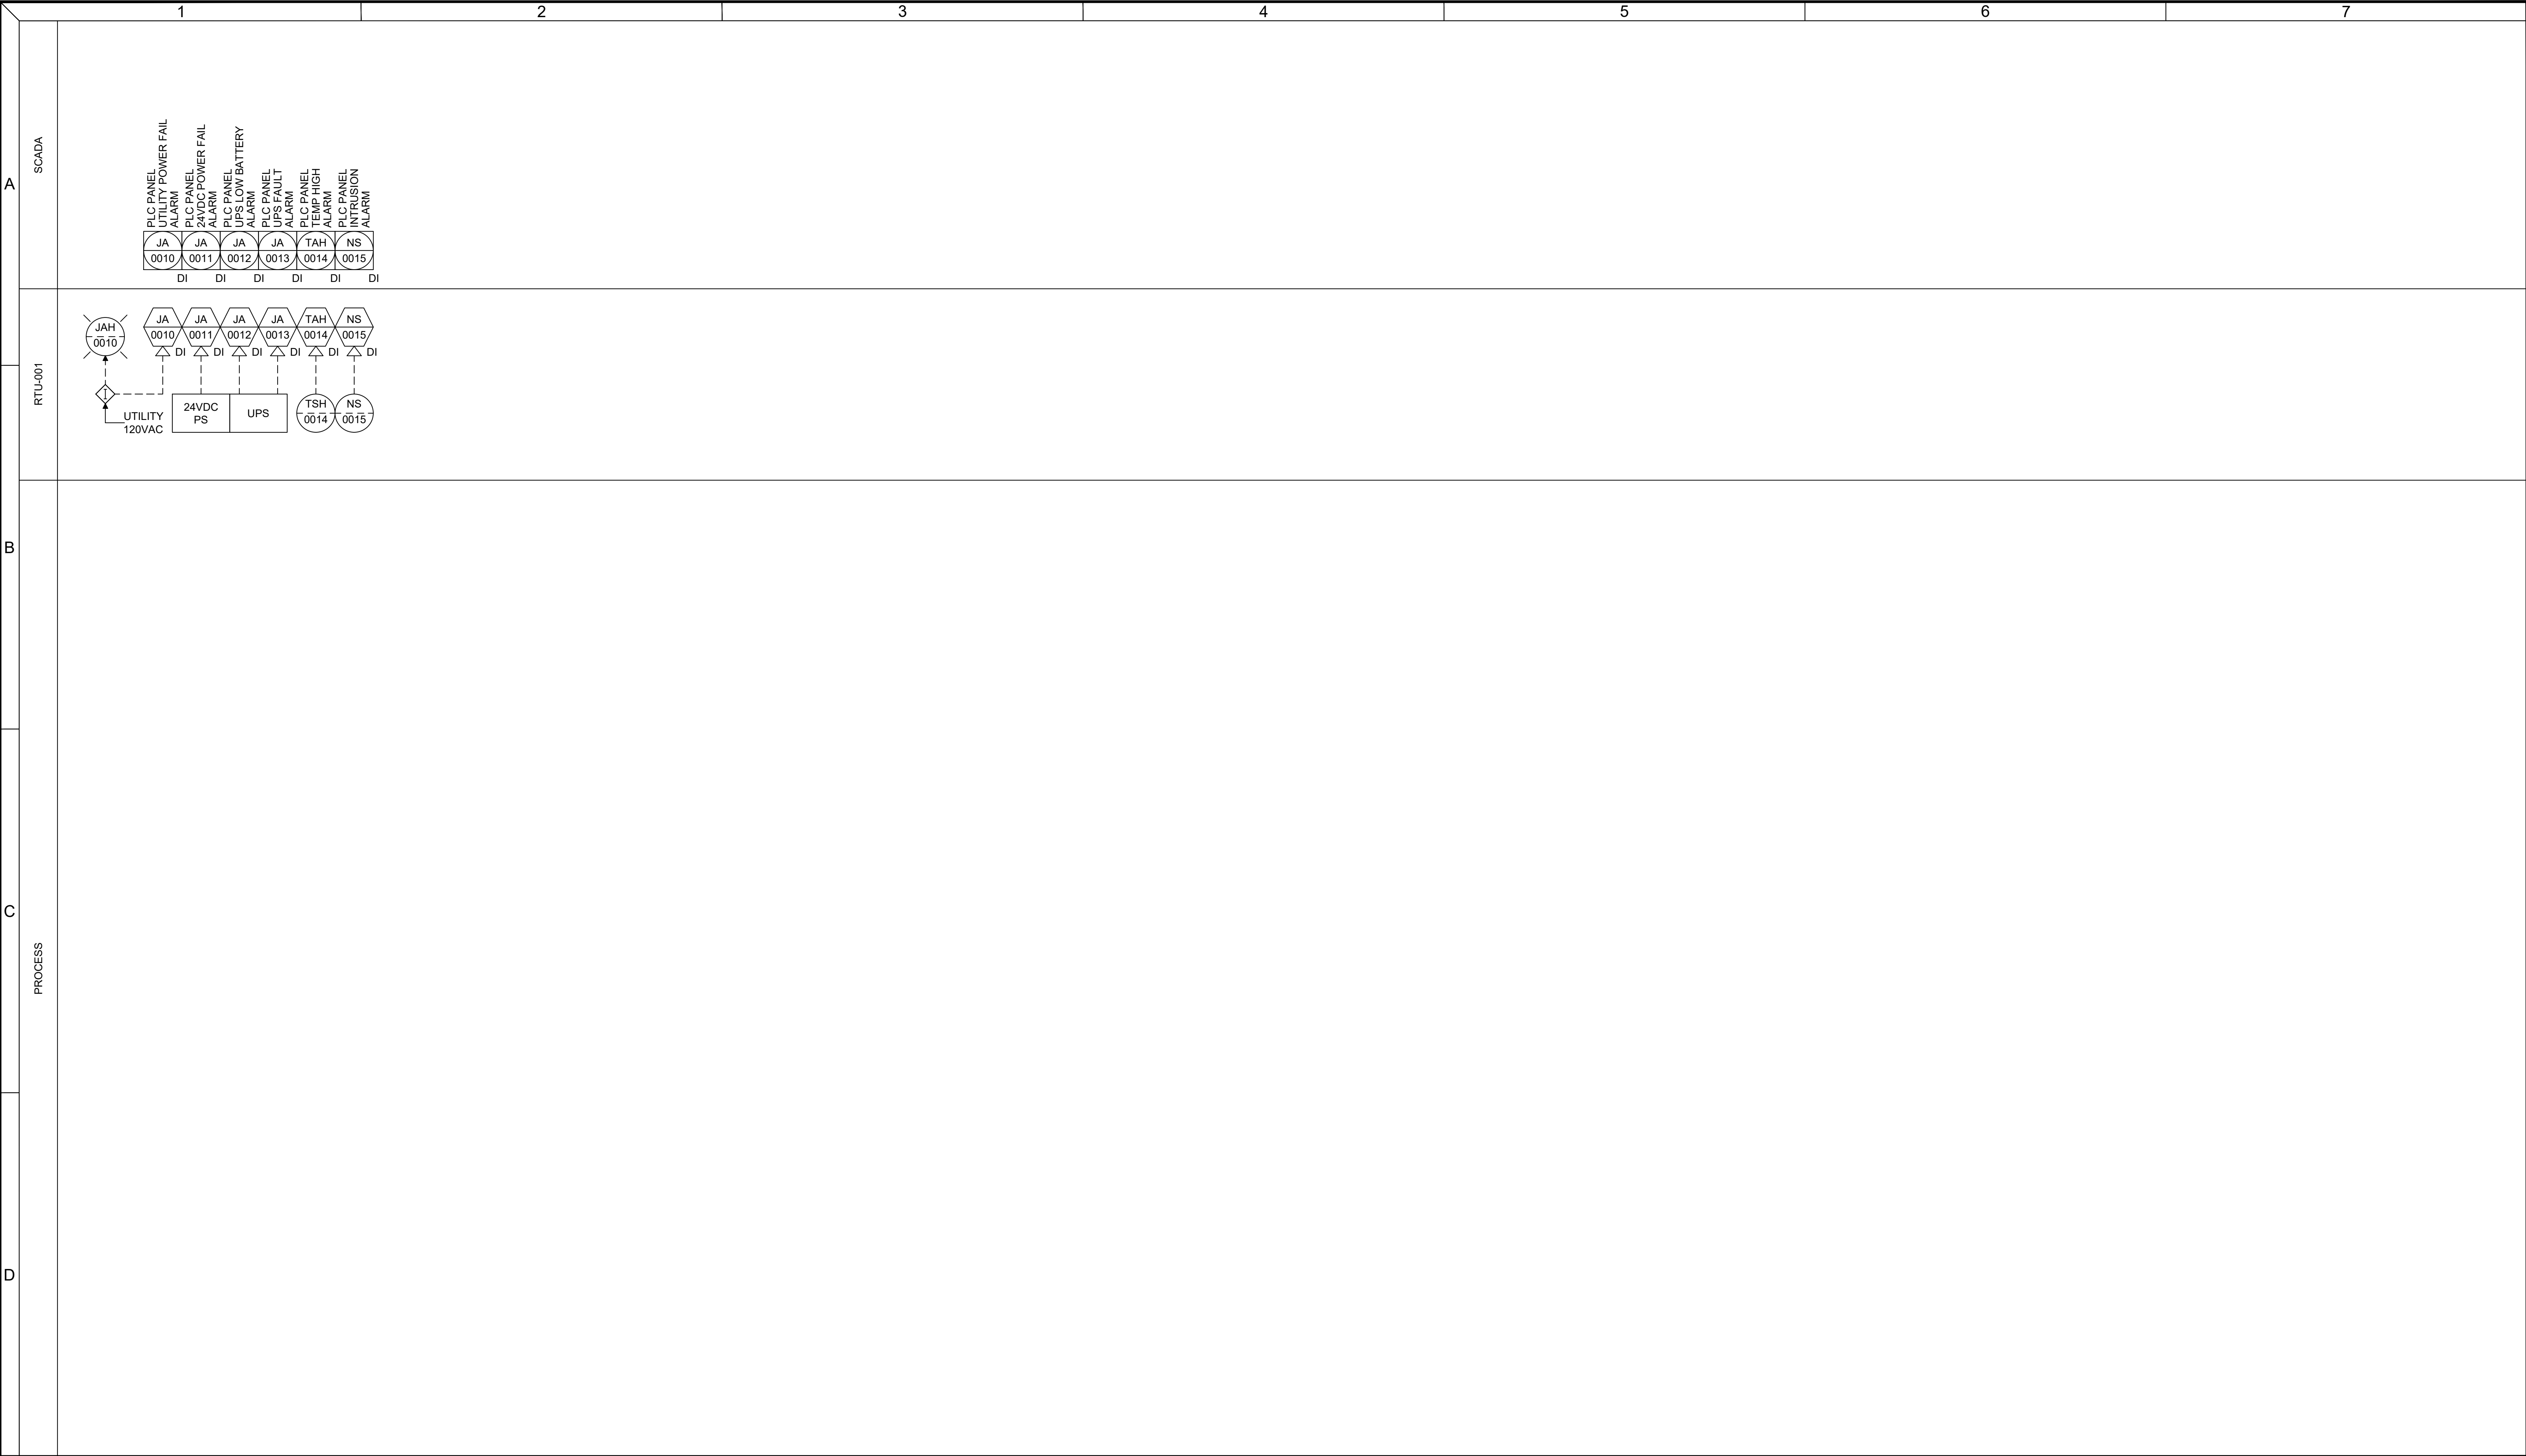 1
2
3
4
5
6
7
A
SCADA
PLC PANEL
UTILITY POWER FAIL
ALARM
PLC PANEL
24VDC POWER FAIL
ALARM
PLC PANEL
UPS LOW BATTERY
ALARM
PLC PANEL
UPS FAULT
ALARM
PLC PANEL
TEMP HIGH
ALARM
PLC PANEL
INTRUSION
ALARM
JA JA JA JA TAH NS
0010 0011 0012 0013 0014 0015
DI DI DI DI DI DI
RTU-001
JAH
0010
JA JA JA JA TAH NS
0010 0011 0012 0013 0014 0015
DI DI DI DI DI DI
I
UTILITY
120VAC
24VDC
PS
UPS
TSH
0014
NS
0015
B
PROCESS
C
D